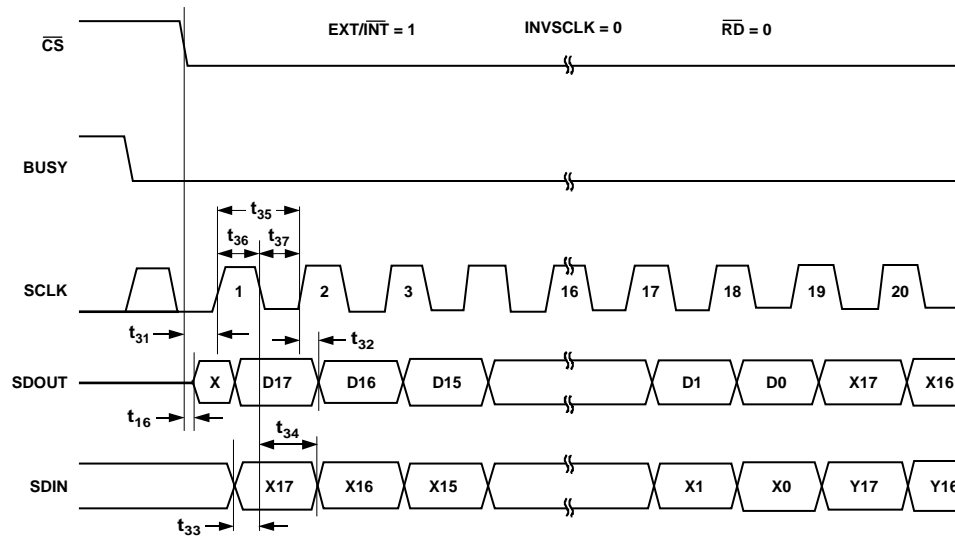 EXT/INT = 1 INVSCLK = 0 RD = 0
CS
BUSY
t35
t36 t37
SCLK 1 2 3 16 17 18 19 20
t31 t32
SDOUT X D17 D16 D15 D1 D0 X17 X16
t16 t34
SDIN X17 X16 X15 X1 X0 Y17 Y16
t33